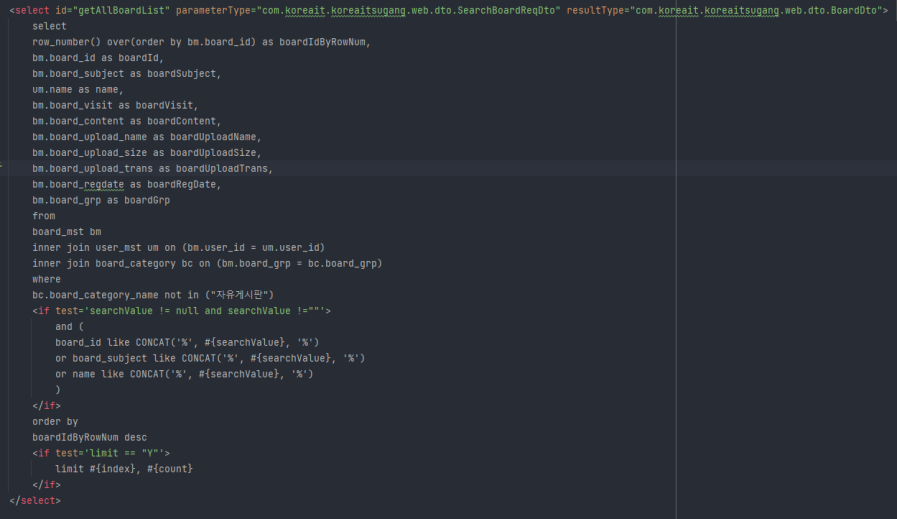 <select id="getAllBoardList" parameterType="com.koreait.koreaitsugang.web.dto.SearchBoardReqDto" resultType="com.koreait.koreaitsugang.web.dto.BoardDto">
select
row_number() over(order by bm.board_id) as boardIdByRowNum,
bm.board_id as boardId,
bm.board_subject as boardSubject,
um.name as name,
bm.board_visit as boardVisit,
bm.board_content as boardContent,
bm.board_upload_name as boardUploadName,
bm.board_upload_size as boardUploadSize,
bm.board_upload_trans as boardUploadTrans,
bm.board_regdate as boardRegDate,
bm.board_grp as boardGrp
from
board_mst bm
inner join user_mst um on (bm.user_id = um.user_id)
inner join board_category bc on (bm.board_grp = bc.board_grp)
where
bc.board_category_name not in ("자유게시판")
<if test='searchValue != null and searchValue !=""'>
and (
board_id like CONCAT('%', #{searchValue}, '%')
or board_subject like CONCAT('%', #{searchValue}, '%')
or name like CONCAT('%', #{searchValue}, '%')
)
</if>
order by
boardIdByRowNum desc
<if test='limit == "Y"'>
limit #{index}, #{count}
</if>
</select>